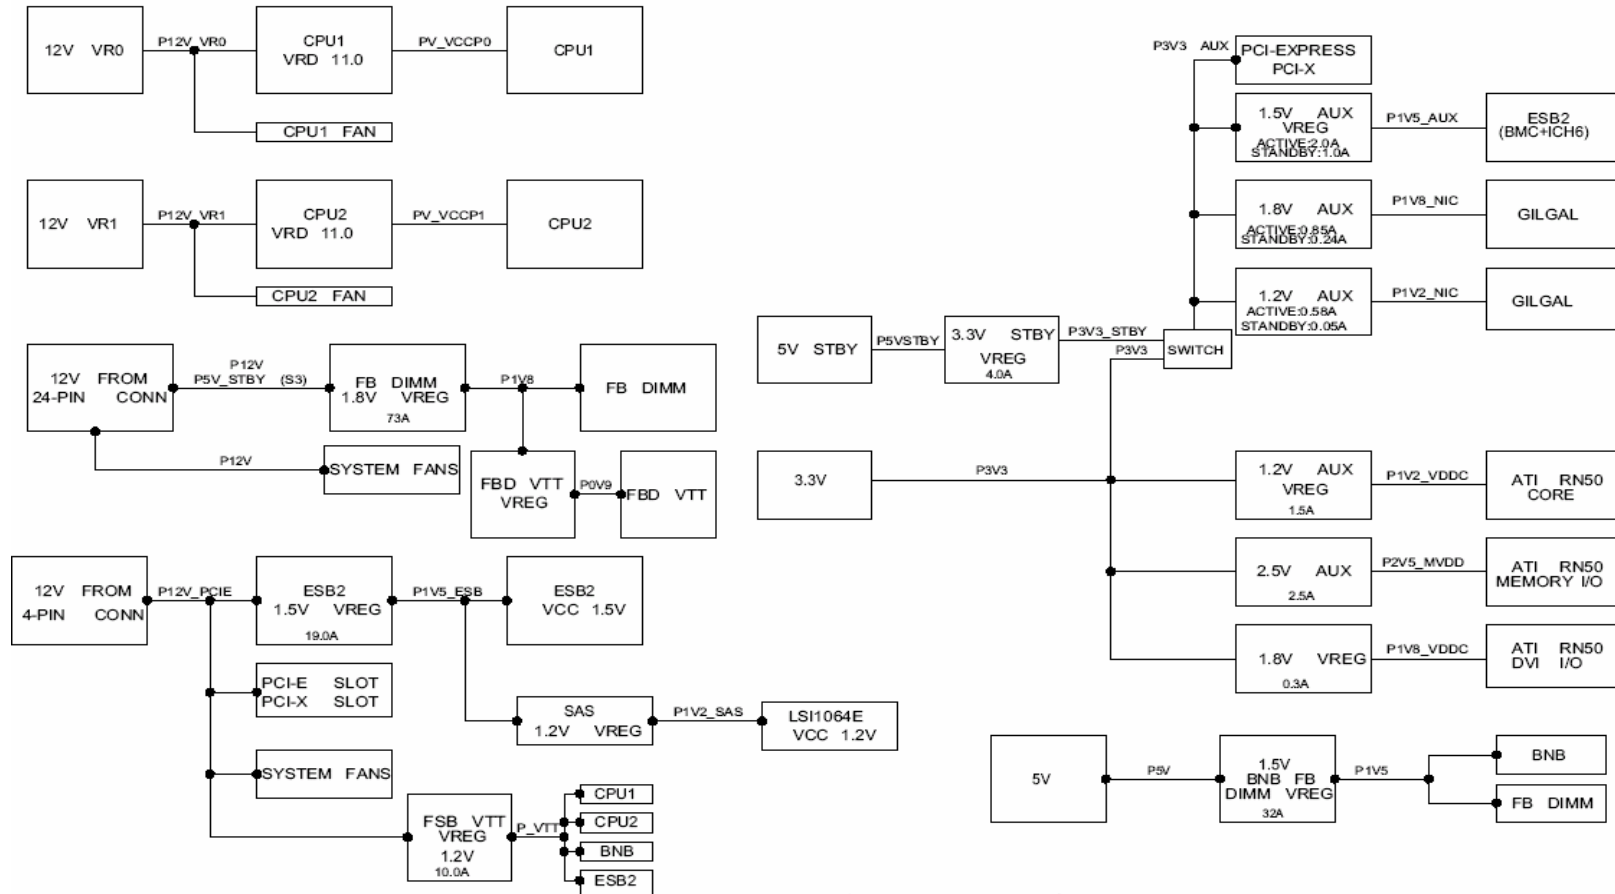 12V VR0
P12V_VR0
CPU1
VRD 11.0
PV_VCCP0
CPU1
CPU1 FAN
12V VR1
P12V_VR1
CPU2
VRD 11.0
PV_VCCP1
CPU2
CPU2 FAN
12V FROM
24-PIN CONN
P12V
P5V_STBY (S3)
FB DIMM
1.8V VREG
73A
P1V8
FB DIMM
P12V
SYSTEM FANS
FBD VTT
VREG
P0V9
FBD VTT
12V FROM
4-PIN CONN
P12V_PCIE
ESB2
1.5V VREG
19.0A
P1V5_ESB
ESB2
VCC 1.5V
PCI-E SLOT
PCI-X SLOT
SAS
1.2V VREG
P1V2_SAS
LSI1064E
VCC 1.2V
SYSTEM FANS
FSB VTT
VREG
1.2V
10.0A
P_VTT
CPU1
CPU2
BNB
ESB2
P3V3 AUX
PCI-EXPRESS
PCI-X
1.5V AUX
VREG
ACTIVE:2.0A
STANDBY:1.0A
P1V5_AUX
ESB2
(BMC+ICH6)
1.8V AUX
ACTIVE:0.85A
STANDBY:0.24A
P1V8_NIC
GILGAL
1.2V AUX
ACTIVE:0.58A
STANDBY:0.05A
P1V2_NIC
GILGAL
5V STBY
P5VSTBY
3.3V STBY
VREG
4.0A
P3V3_STBY
P3V3
SWITCH
3.3V
P3V3
1.2V AUX
VREG
1.5A
P1V2_VDDC
ATI RN50
CORE
2.5V AUX
2.5A
P2V5_MVDD
ATI RN50
MEMORY I/O
1.8V VREG
0.3A
P1V8_VDDC
ATI RN50
DVI I/O
5V
P5V
1.5V
BNB FB
DIMM VREG
32A
P1V5
BNB
FB DIMM